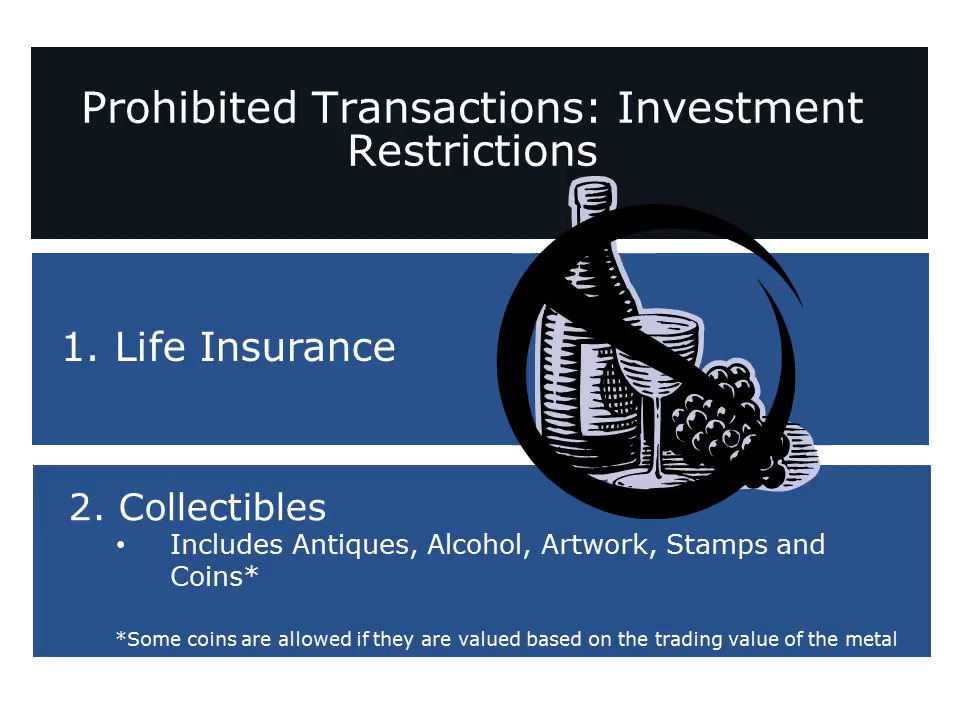 Prohibited Transactions: Investment
Restrictions
1. Life Insurance
2. Collectibles
• Includes Antiques, Alcohol, Artwork, Stamps and
Coins*
*Some coins are allowed if they are valued based on the trading value of the metal